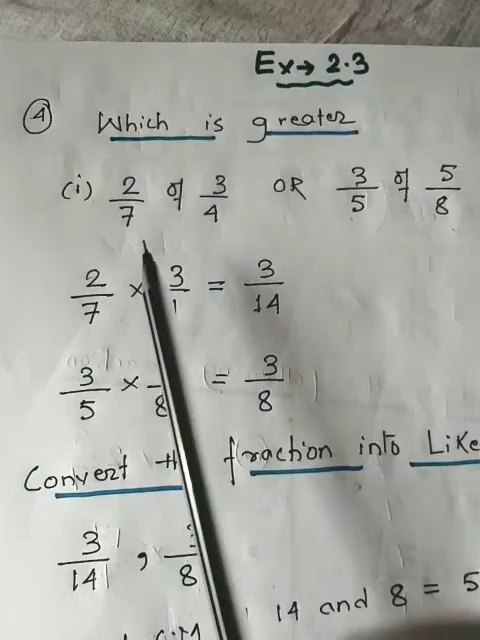 Ex→ 2.3
④ Which is greater
(i) 2/7 of 3/4 OR 3/5 of 5/8
2/7 × 3/ = 3/14
3/5 × /8 = 3/8
Convert fraction into Like
3/14 , /8
14 and 8 = 5